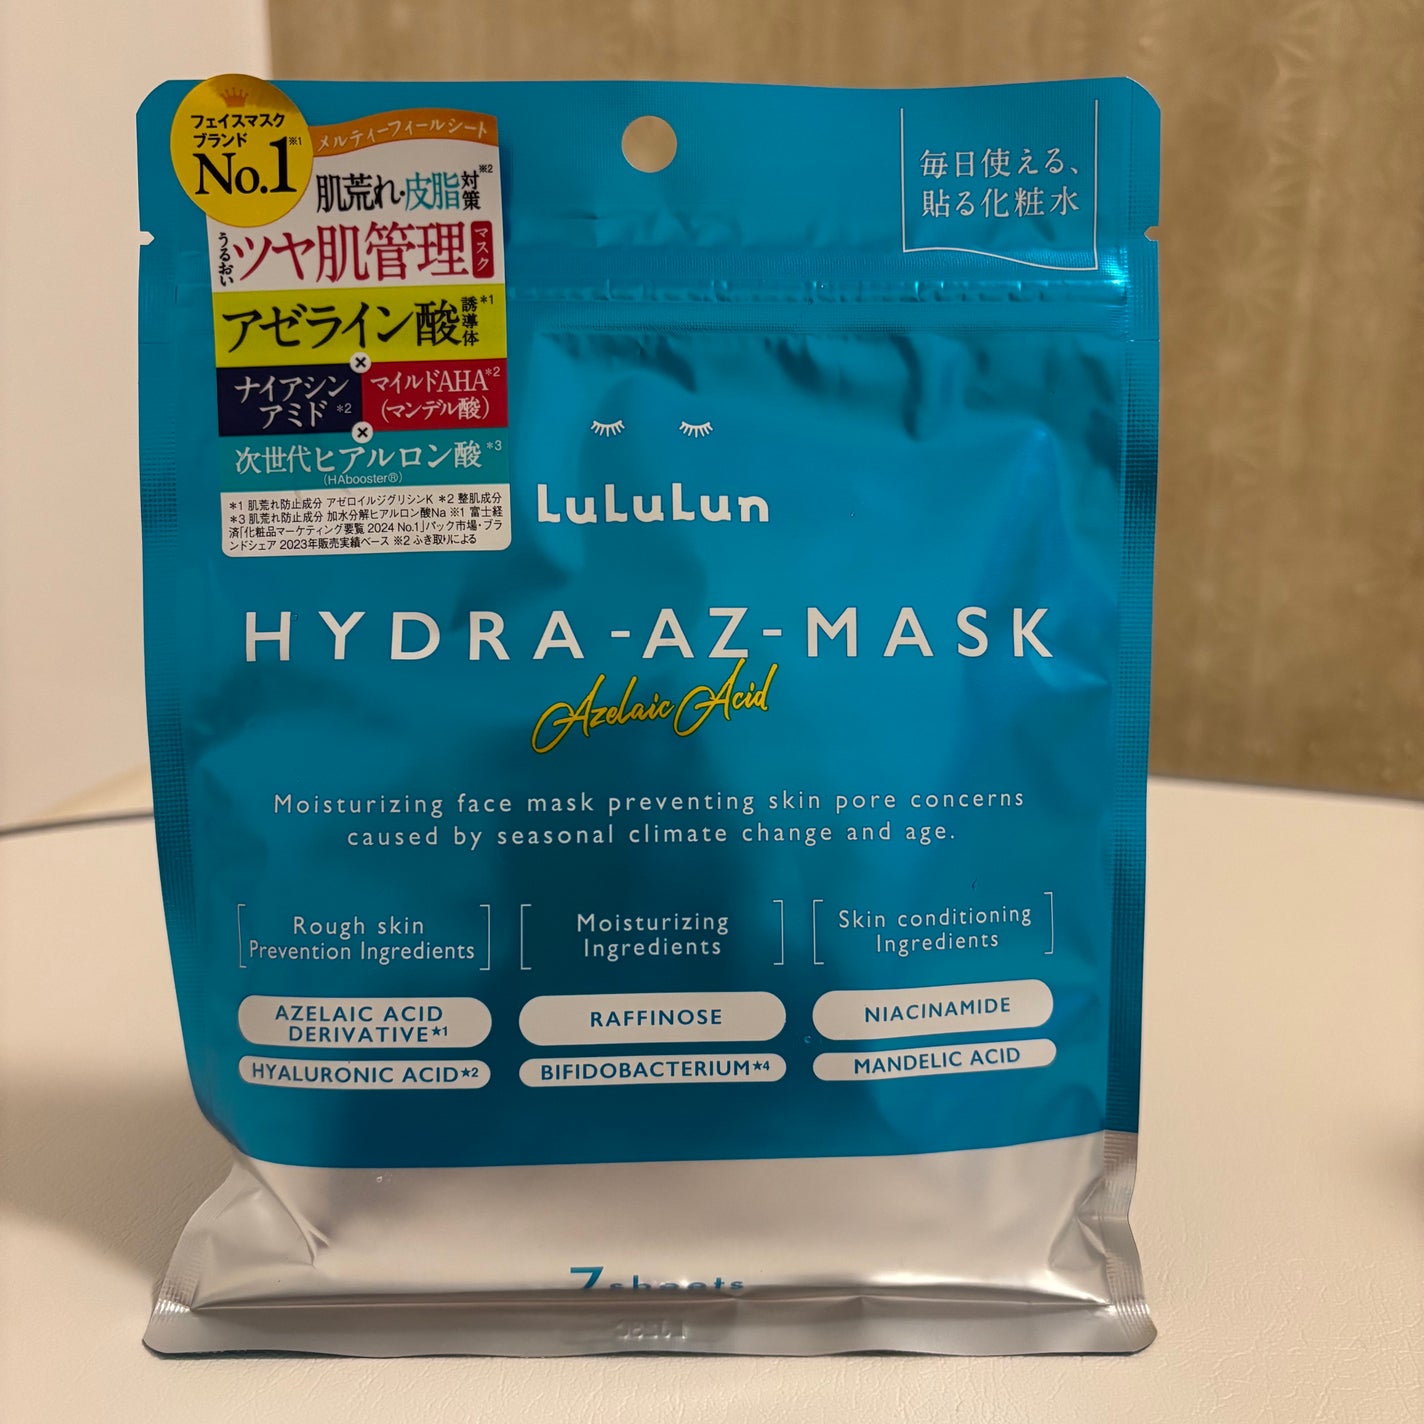 フェイスマスク
ブランド
No.1※1
メルティーフィールシート
肌荒れ・皮脂対策※2
うるおいツヤ肌管理マスク
アゼライン酸誘導体*1
×
ナイアシン
アミド*2
マイルドAHA*2
(マンデル酸)
×
次世代ヒアルロン酸*3
(HAbooster®)
*1 肌荒れ防止成分 アゼロイルジグリシンK *2 整肌成分
*3 肌荒れ防止成分 加水分解ヒアルロン酸Na ※1 富士経
済「化粧品マーケティング要覧 2024 No.1」パック市場・ブラ
ンドシェア 2023年販売実績ベース ※2 ふき取りによる
毎日使える、
貼る化粧水
LuLuLun
HYDRA-AZ-MASK
Azelaic Acid
Moisturizing face mask preventing skin pore concerns
caused by seasonal climate change and age.
Rough skin
Prevention Ingredients
AZELAIC ACID
DERIVATIVE★1
HYALURONIC ACID★2
Moisturizing
Ingredients
RAFFINOSE
BIFIDOBACTERIUM★4
Skin conditioning
Ingredients
NIACINAMIDE
MANDELIC ACID
7sheets